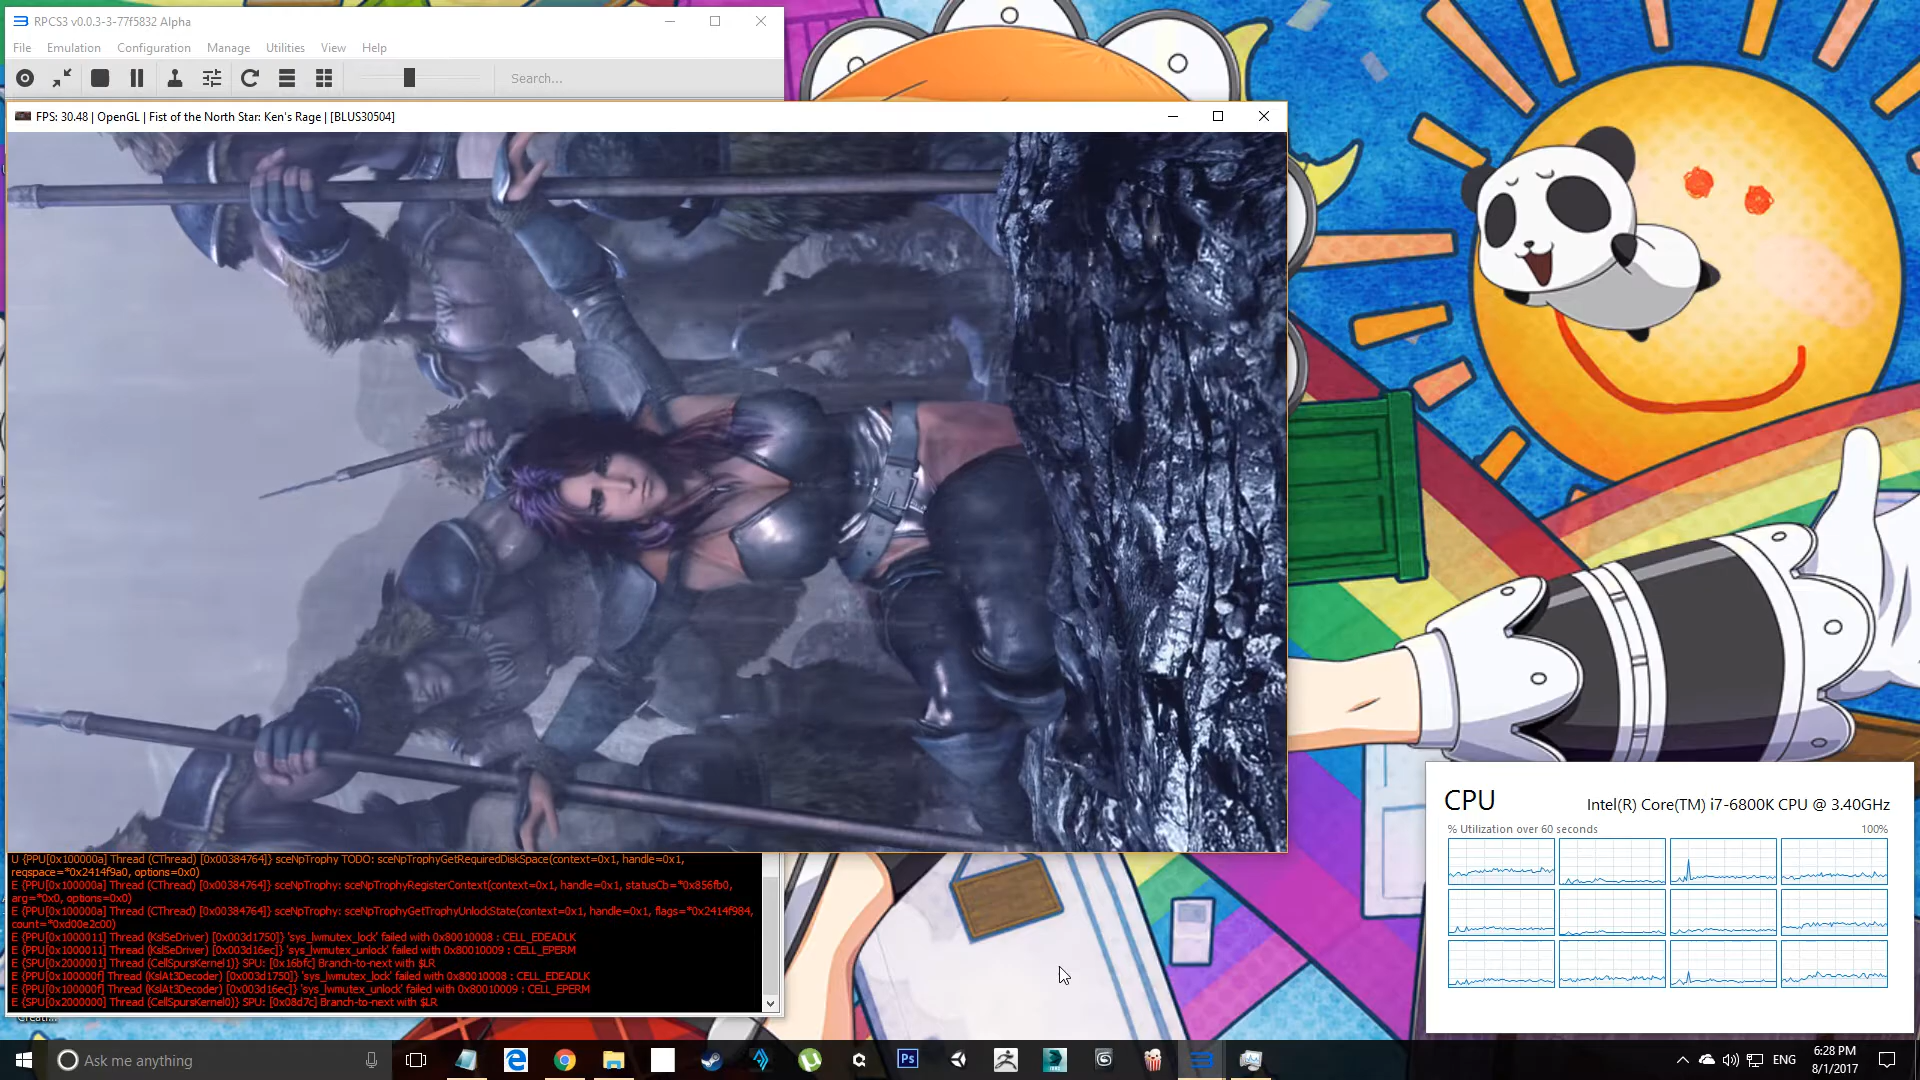 RPCS3 v0.0.3-3-77f5832 Alpha
File Emulation Configuration Manage Utilities View Help
Search...
FPS: 30.48 | OpenGL | Fist of the North Star: Ken's Rage | [BLUS30504]
U {PPU[0x100000a] Thread (CThread) [0x00384764]} sceNpTrophy TODO: sceNpTrophyGetRequiredDiskSpace(context=0x1, handle=0x1,
reqspace=*0x2414f9a0, options=0x0)
E {PPU[0x100000a] Thread (CThread) [0x00384764]} sceNpTrophy: sceNpTrophyRegisterContext(context=0x1, handle=0x1, statusCb=*0x856fb0,
arg=*0x0, options=0x0)
E {PPU[0x100000a] Thread (CThread) [0x00384764]} sceNpTrophy: sceNpTrophyGetTrophyUnlockState(context=0x1, handle=0x1, flags=*0x2414f984,
count=*0xd00e2c00)
E {PPU[0x1000011] Thread (KslSeDriver) [0x003d1750]} 'sys_lwmutex_lock' failed with 0x80010008 : CELL_EDEADLK
E {PPU[0x1000011] Thread (KslSeDriver) [0x003d16ec]} 'sys_lwmutex_unlock' failed with 0x80010009 : CELL_EPERM
E {SPU[0x2000001] Thread (CellSpursKernel1)} SPU: [0x16bfc] Branch-to-next with $LR
E {PPU[0x100000f] Thread (KslAt3Decoder) [0x003d1750]} 'sys_lwmutex_lock' failed with 0x80010008 : CELL_EDEADLK
E {PPU[0x100000f] Thread (KslAt3Decoder) [0x003d16ec]} 'sys_lwmutex_unlock' failed with 0x80010009 : CELL_EPERM
E {SPU[0x2000000] Thread (CellSpursKernel0)} SPU: [0x08d7c] Branch-to-next with $LR
CPU
Intel(R) Core(TM) i7-6800K CPU @ 3.40GHz
% Utilization over 60 seconds 100%
Ask me anything
Ps
ENG
6:28 PM
8/1/2017